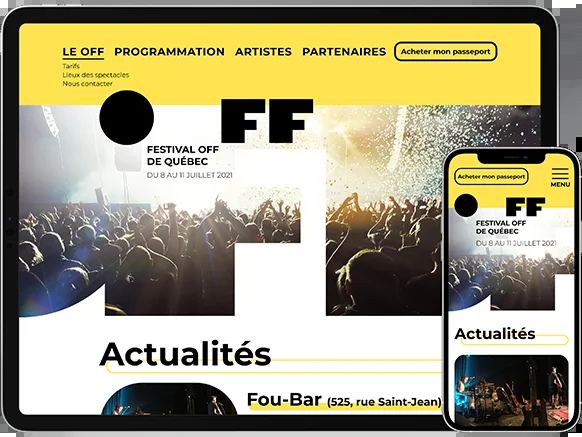 LE OFF PROGRAMMATION ARTISTES PARTENAIRES Acheter mon passeport
Tarifs
Lieux des spectacles
Nous contacter
FF
FESTIVAL OFF
DE QUÉBEC
DU 8 AU 11 JUILLET 2021
Actualités
Fou-Bar (525, rue Saint-Jean)
Acheter mon passeport
MENU
FF
FESTIVAL OFF
DE QUÉBEC
DU 8 AU 11 JUILLET 2021
Actualités